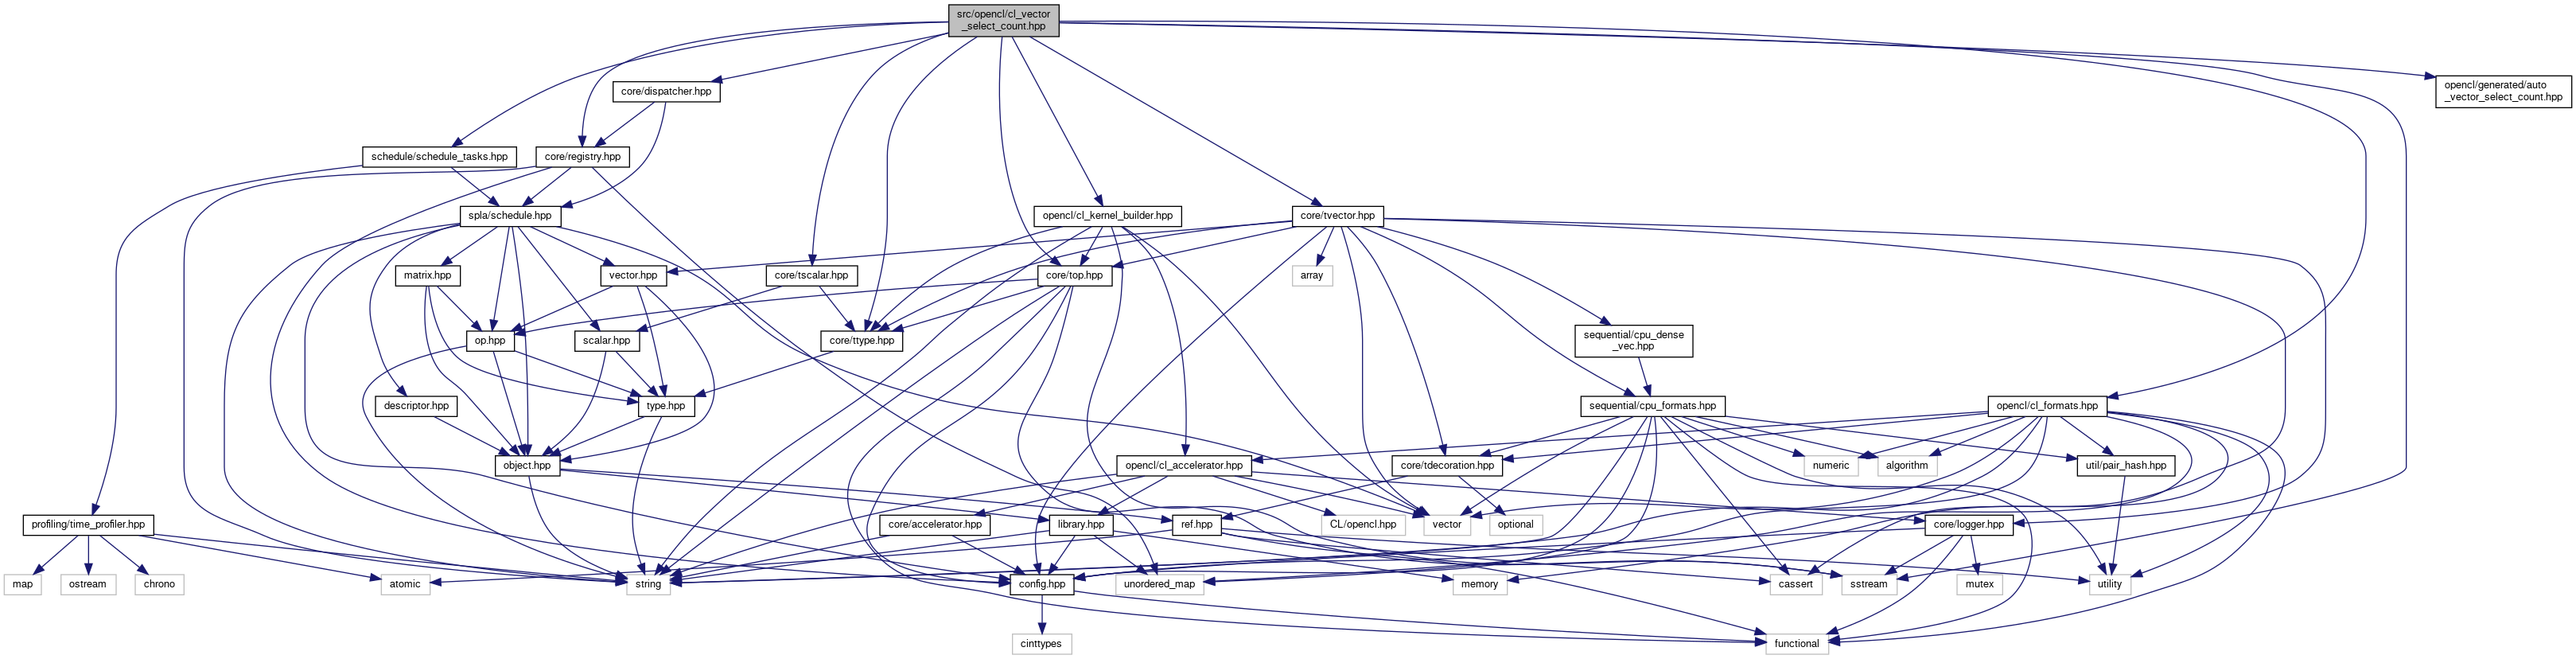 src/opencl/cl_vector
_select_count.hpp
core/dispatcher.hpp
opencl/generated/auto
_vector_select_count.hpp
schedule/schedule_tasks.hpp
core/registry.hpp
spla/schedule.hpp
opencl/cl_kernel_builder.hpp
core/tvector.hpp
matrix.hpp
vector.hpp
core/tscalar.hpp
core/top.hpp
array
op.hpp
scalar.hpp
core/ttype.hpp
sequential/cpu_dense
_vec.hpp
descriptor.hpp
type.hpp
sequential/cpu_formats.hpp
opencl/cl_formats.hpp
object.hpp
opencl/cl_accelerator.hpp
core/tdecoration.hpp
numeric
algorithm
util/pair_hash.hpp
profiling/time_profiler.hpp
core/accelerator.hpp
library.hpp
ref.hpp
CL/opencl.hpp
vector
optional
core/logger.hpp
map
ostream
chrono
atomic
string
config.hpp
unordered_map
memory
cassert
sstream
mutex
utility
cinttypes
functional